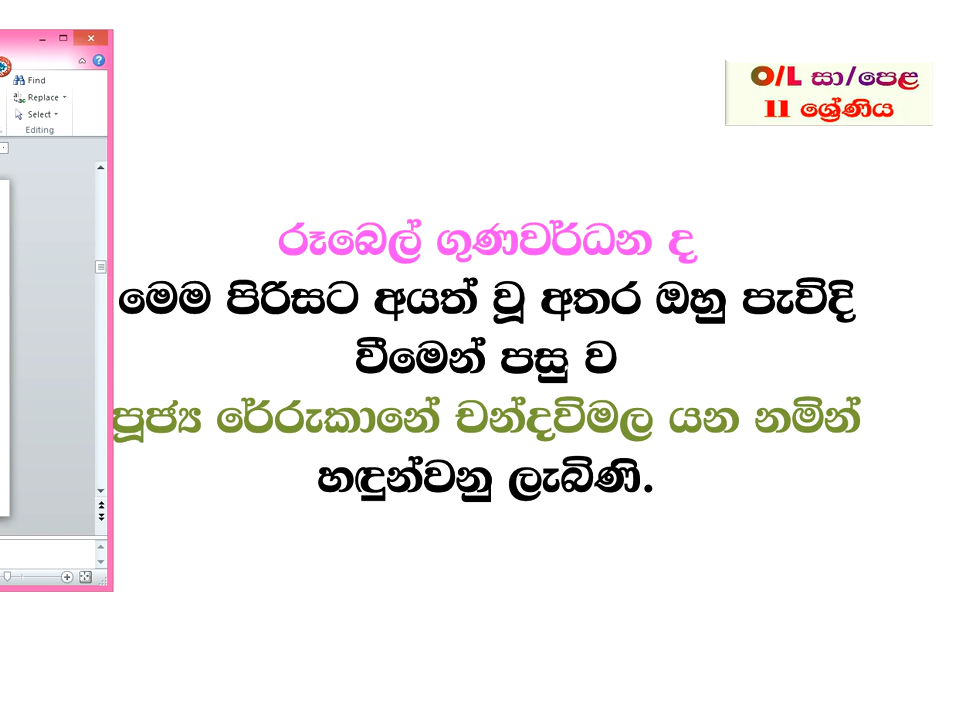 Find
Replace
Select
Editing
O/L සා/පෙළ
11 ශ්‍රේණිය
රූබෙල් ගුණවර්ධන ද
මෙම පිරිසට අයත් වූ අතර ඔහු පැවිදි
වීමෙන් පසු ව
පූජ්‍ය රේරුකානේ චන්දවිමල යන නමින්
හඳුන්වනු ලැබිණි.